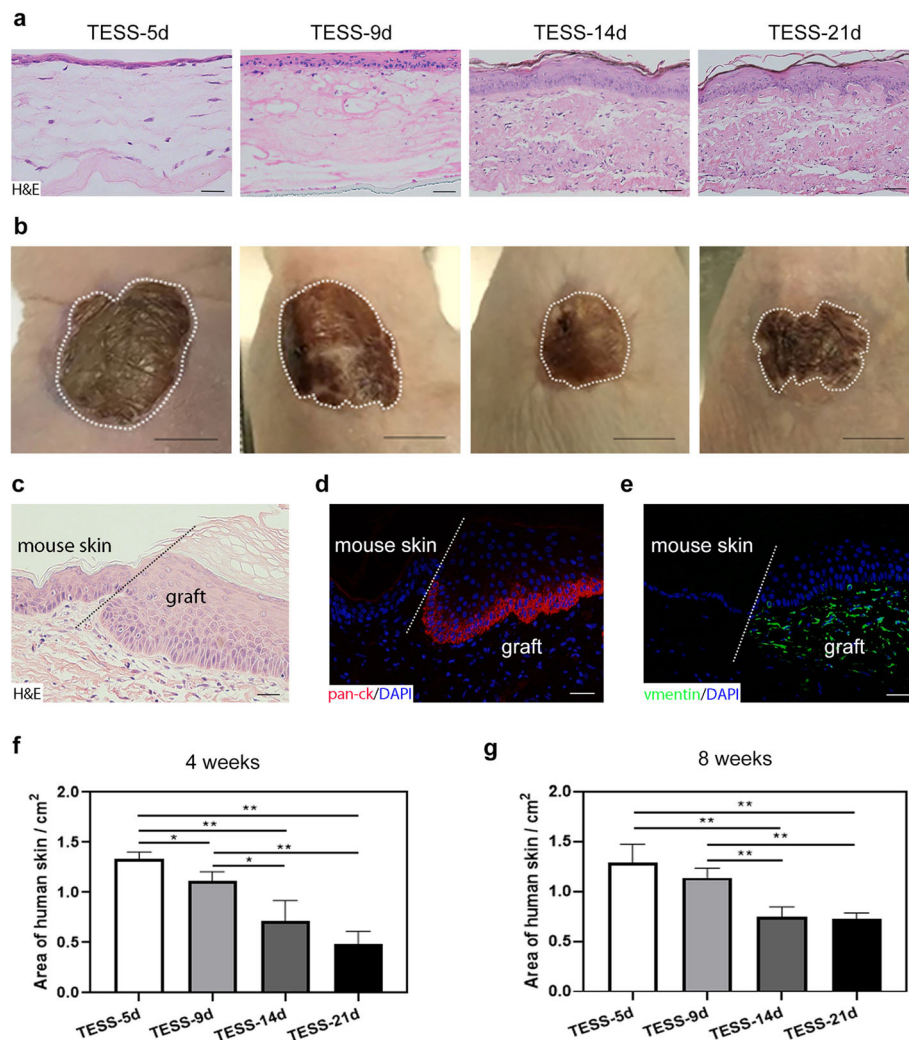 a
TESS-5d TESS-9d TESS-14d TESS-21d
H&E
b
c d e
mouse skin
graft
H&E
mouse skin
graft
pan-ck/DAPI
mouse skin
graft
vmentin/DAPI
f
4 weeks
Area of human skin / cm²
2.0
1.5
1.0
0.5
0.0
**
**
*
**
*
TESS-5d TESS-9d TESS-14d TESS-21d
g
8 weeks
Area of human skin / cm²
2.0
1.5
1.0
0.5
0.0
**
**
**
**
TESS-5d TESS-9d TESS-14d TESS-21d